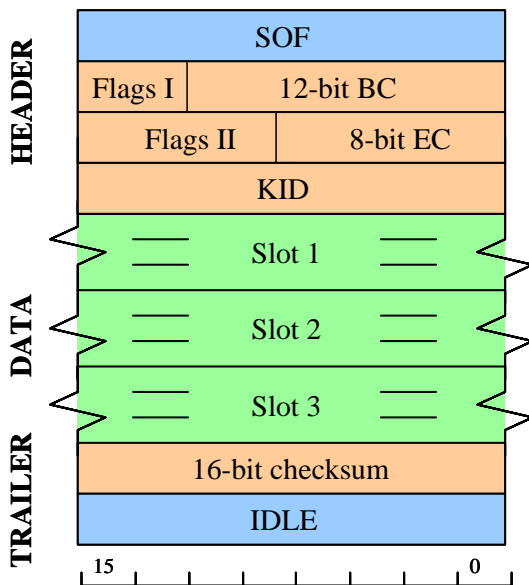 HEADER
SOF
Flags I 12-bit BC
Flags II 8-bit EC
KID
DATA
Slot 1
Slot 2
Slot 3
TRAILER
16-bit checksum
IDLE
15 0